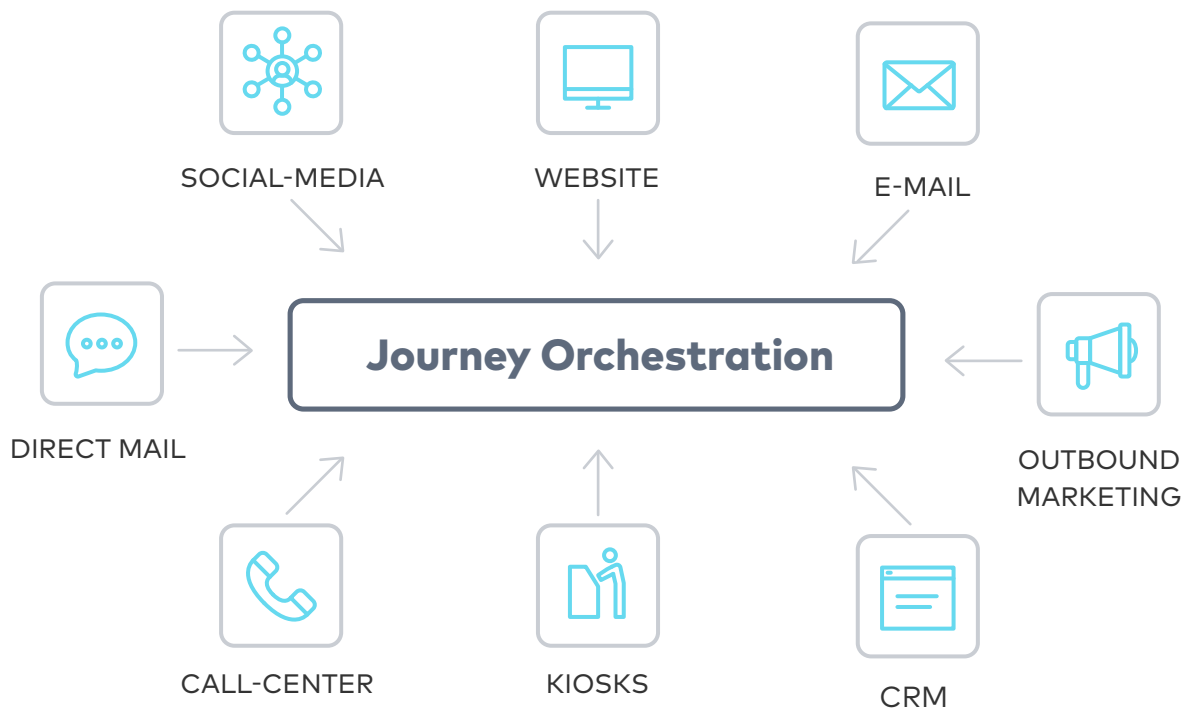 SOCIAL-MEDIA
WEBSITE
E-MAIL
Journey Orchestration
DIRECT MAIL
OUTBOUND
MARKETING
CALL-CENTER
KIOSKS
CRM